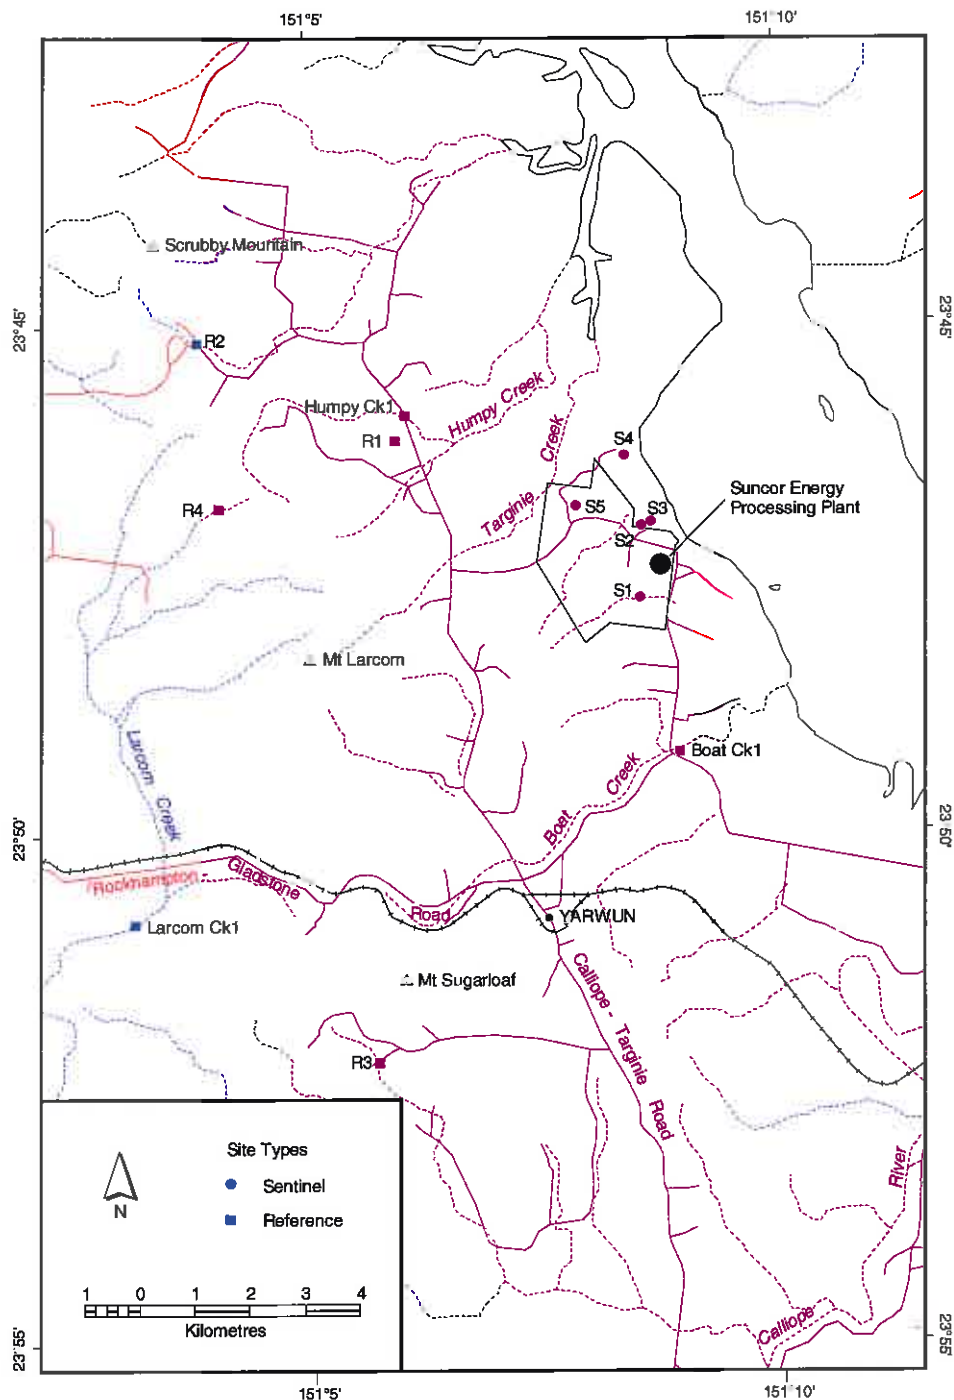 151°5'
151°10'
Scrubby Mountain
23°45'
23°45'
R2
Humpy Ck1
Humpy Creek
R1
S4
Creek
Targinie
Suncor Energy
Processing Plant
R4
S5
S3
S2
S1
Mt Larcom
Larcom Creek
Boat Ck1
Boat Creek
23°50'
23°50'
Rockhampton -
Gladstone
Road
YARWUN
Larcom Ck1
Mt Sugarloaf
Calliope - Targinie Road
R3
Site Types
Sentinel
Reference
N
River
1 0 1 2 3 4
Kilometres
Calliope
23°55'
23°55'
151°5'
151°10'